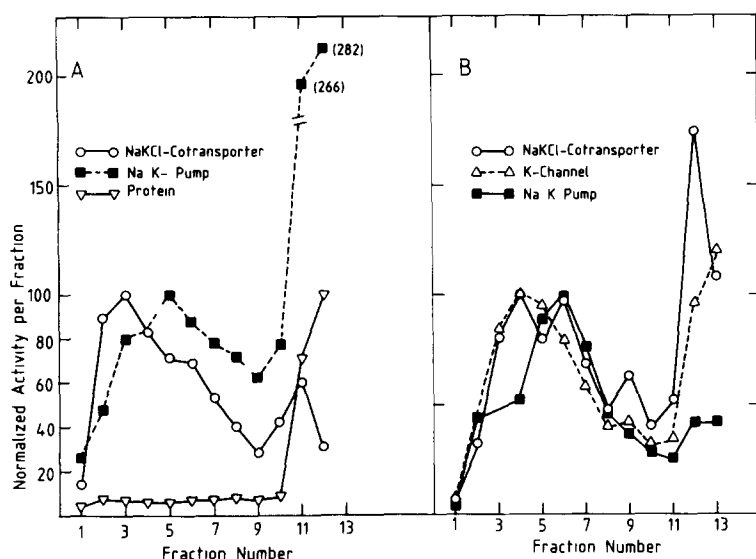 A
(282)
(266)
NaKCl-Cotransporter
Na K- Pump
Protein
200
150
100
80
60
40
20
Normalized Activity per Fraction
1 3 5 7 9 11 13
Fraction Number
B
NaKCl-Cotransporter
K-Channel
Na K Pump
1 3 5 7 9 11 13
Fraction Number